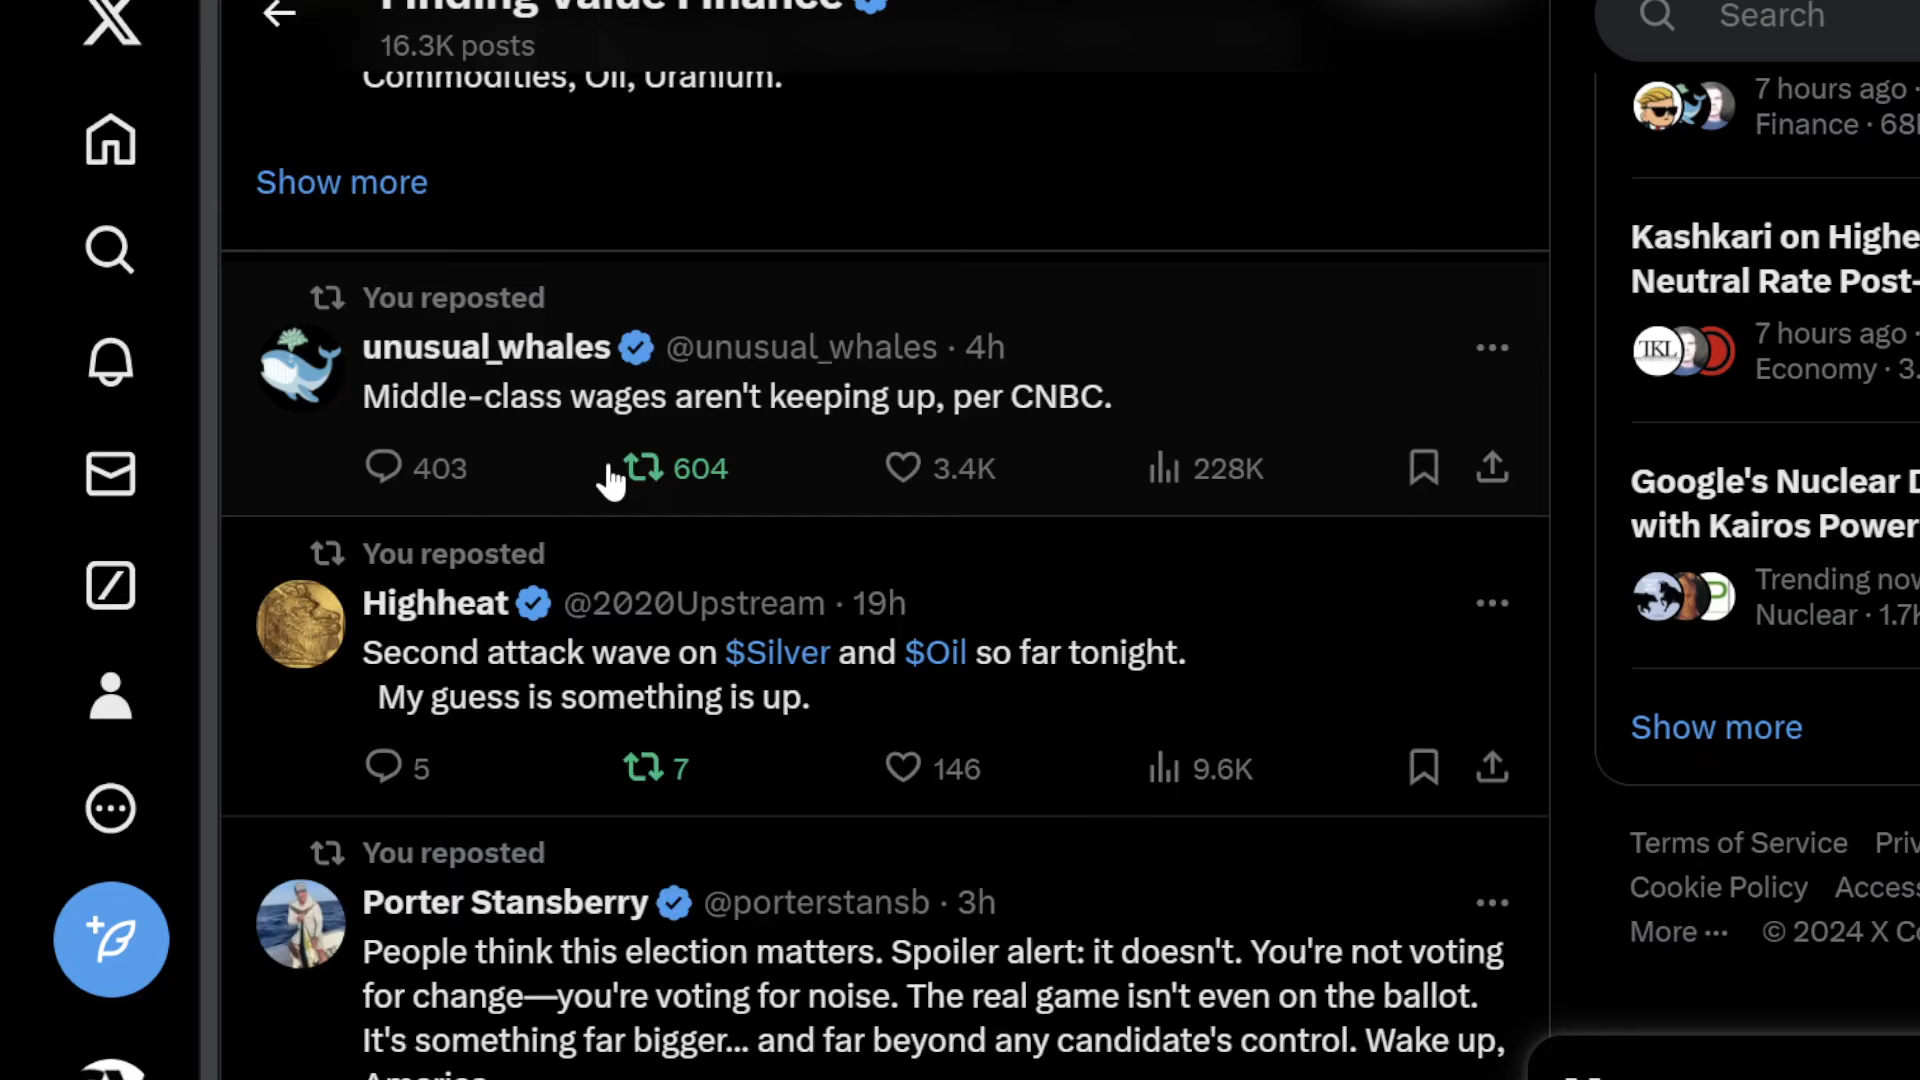 Finding Value Finance
16.3K posts
Commodities, Oil, Uranium.
Show more
You reposted
unusual_whales @unusual_whales · 4h
Middle-class wages aren't keeping up, per CNBC.
403 604 3.4K 228K
You reposted
Highheat @2020Upstream · 19h
Second attack wave on $Silver and $Oil so far tonight.
My guess is something is up.
5 7 146 9.6K
You reposted
Porter Stansberry @porterstansb · 3h
People think this election matters. Spoiler alert: it doesn't. You're not voting
for change—you're voting for noise. The real game isn't even on the ballot.
It's something far bigger... and far beyond any candidate's control. Wake up,
America
Search
7 hours ago ·
Finance · 68
Kashkari on Highe
Neutral Rate Post-
TKL
7 hours ago ·
Economy · 3.
Google's Nuclear D
with Kairos Power
Trending now
Nuclear · 1.7K
Show more
Terms of Service Priv
Cookie Policy Access
More ··· © 2024 X Co